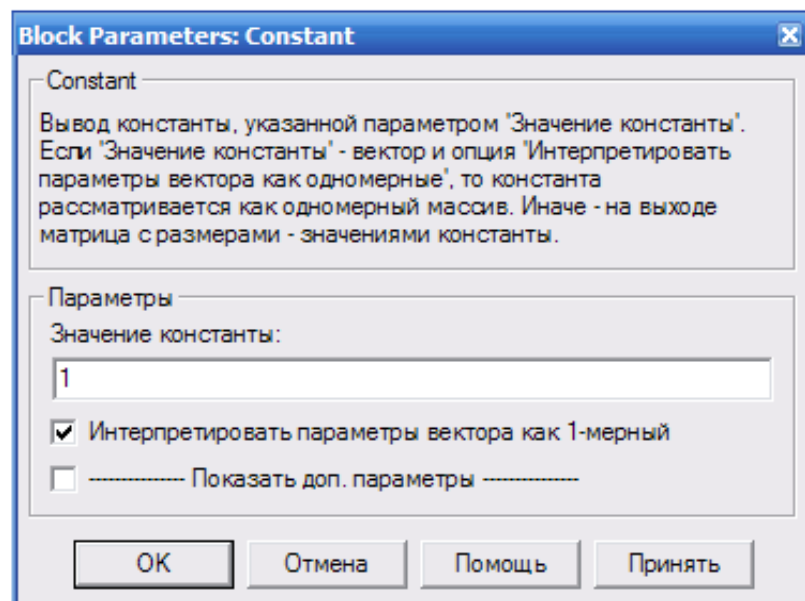 Block Parameters: Constant
Constant
Вывод константы, указанной параметром 'Значение константы'.
Если 'Значение константы' - вектор и опция 'Интерпретировать
параметры вектора как одномерные', то константа
рассматривается как одномерный массив. Иначе - на выходе
матрица с размерами - значениями константы.
Параметры
Значение константы:
1
Интерпретировать параметры вектора как 1-мерный
--------------- Показать доп. параметры ---------------
OK
Отмена
Помощь
Принять